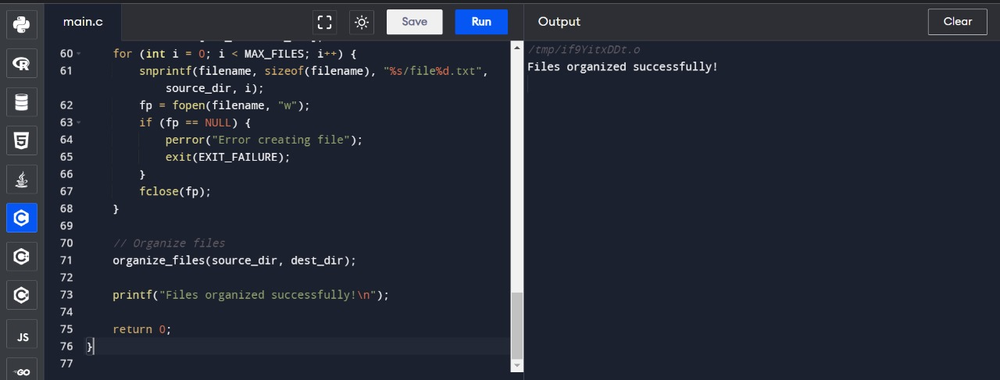 main.c
Save
Run
Output
Clear
60 for (int i = 0; i < MAX_FILES; i++) {
61 snprintf(filename, sizeof(filename), "%s/file%d.txt",
source_dir, i);
62 fp = fopen(filename, "w");
63 if (fp == NULL) {
64 perror("Error creating file");
65 exit(EXIT_FAILURE);
66 }
67 fclose(fp);
68 }
69
70 // Organize files
71 organize_files(source_dir, dest_dir);
72
73 printf("Files organized successfully!\n");
74
75 return 0;
76 }
77
/tmp/if9YitxDDt.o
Files organized successfully!
R
5
C
C
C
JS
GO